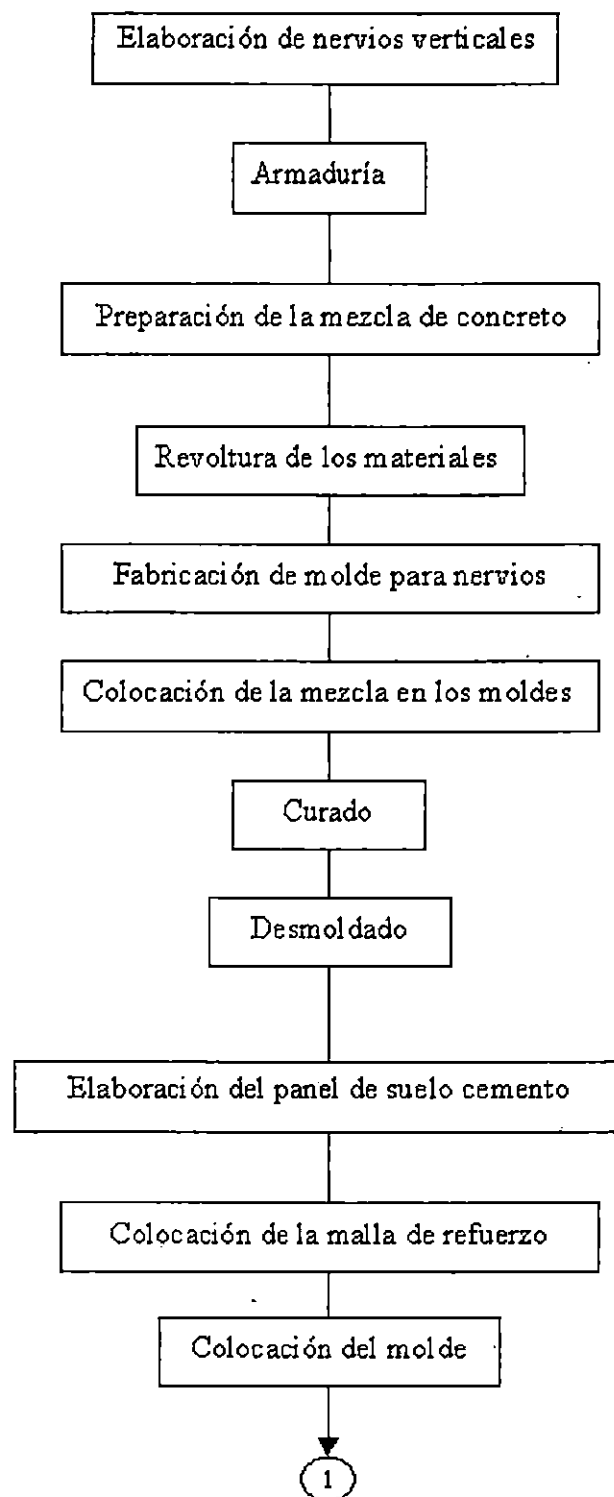 Elaboración de nervios verticales
Armaduría
Preparación de la mezcla de concreto
Revoltura de los materiales
Fabricación de molde para nervios
Colocación de la mezcla en los moldes
Curado
Desmoldado
Elaboración del panel de suelo cemento
Colocación de la malla de refuerzo
Colocación del molde
1